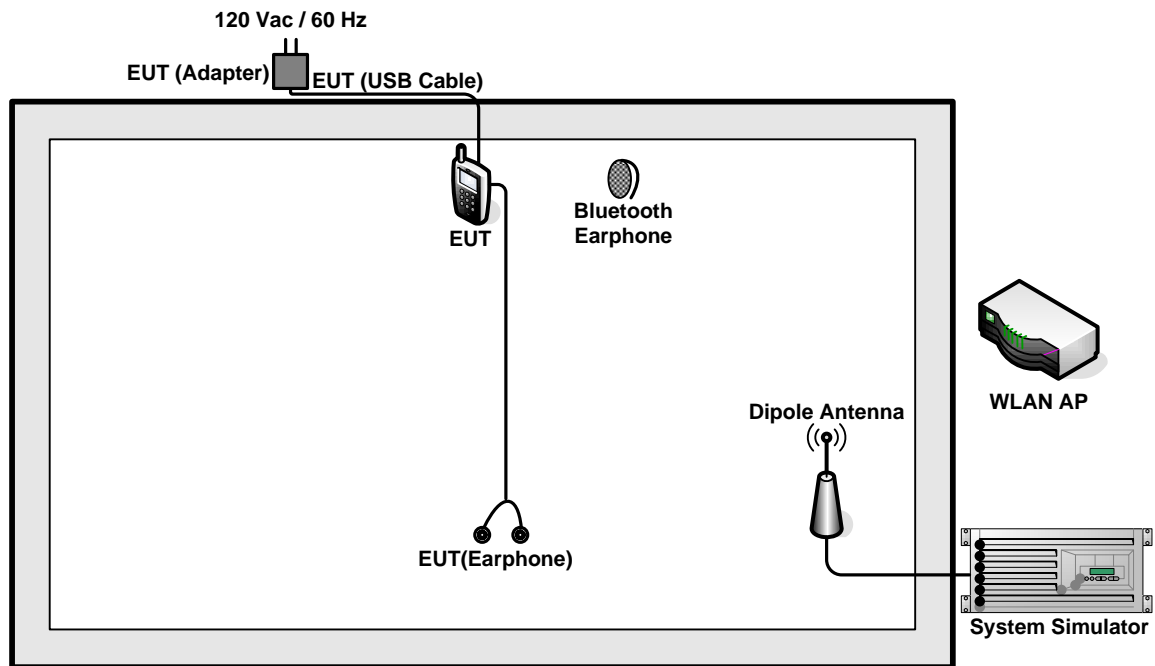 120 Vac / 60 Hz
EUT (Adapter)
EUT (USB Cable)
EUT
Bluetooth
Earphone
WLAN AP
Dipole Antenna
EUT(Earphone)
System Simulator